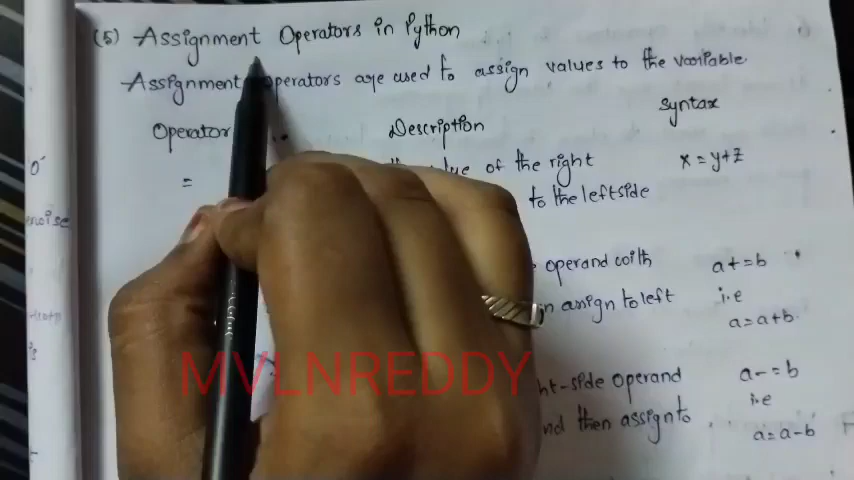 (5) Assignment Operators in Python
Assignment operators are used to assign values to the variable.
Operator Description Syntax
= value of the right x = y+z
to the leftside
operand with a+=b
assign to left i.e
a=a+b.
right-side operand a-=b
and then assign to i.e
a=a-b
MVLNREDDY